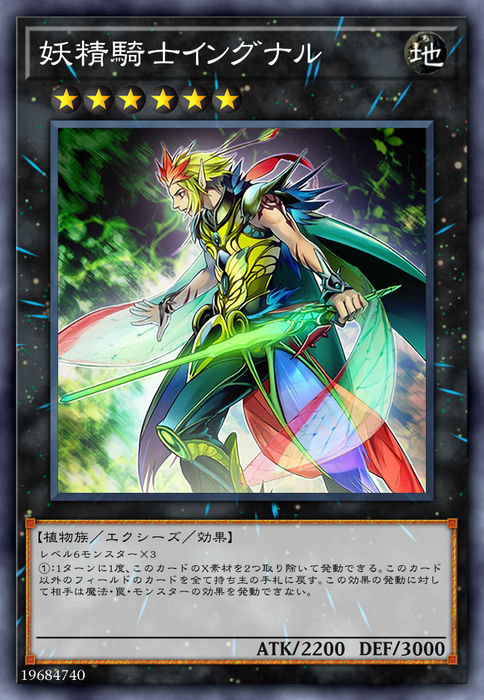 妖精騎士イングナル
ち
地
【植物族／エクシーズ／効果】
レベル6モンスター×3
①:1ターンに1度、このカードのX素材を2つ取り除いて発動できる。このカード
以外のフィールドのカードを全て持ち主の手札に戻す。この効果の発動に対し
て相手は魔法・罠・モンスターの効果を発動できない。
ATK/2200 DEF/3000
19684740